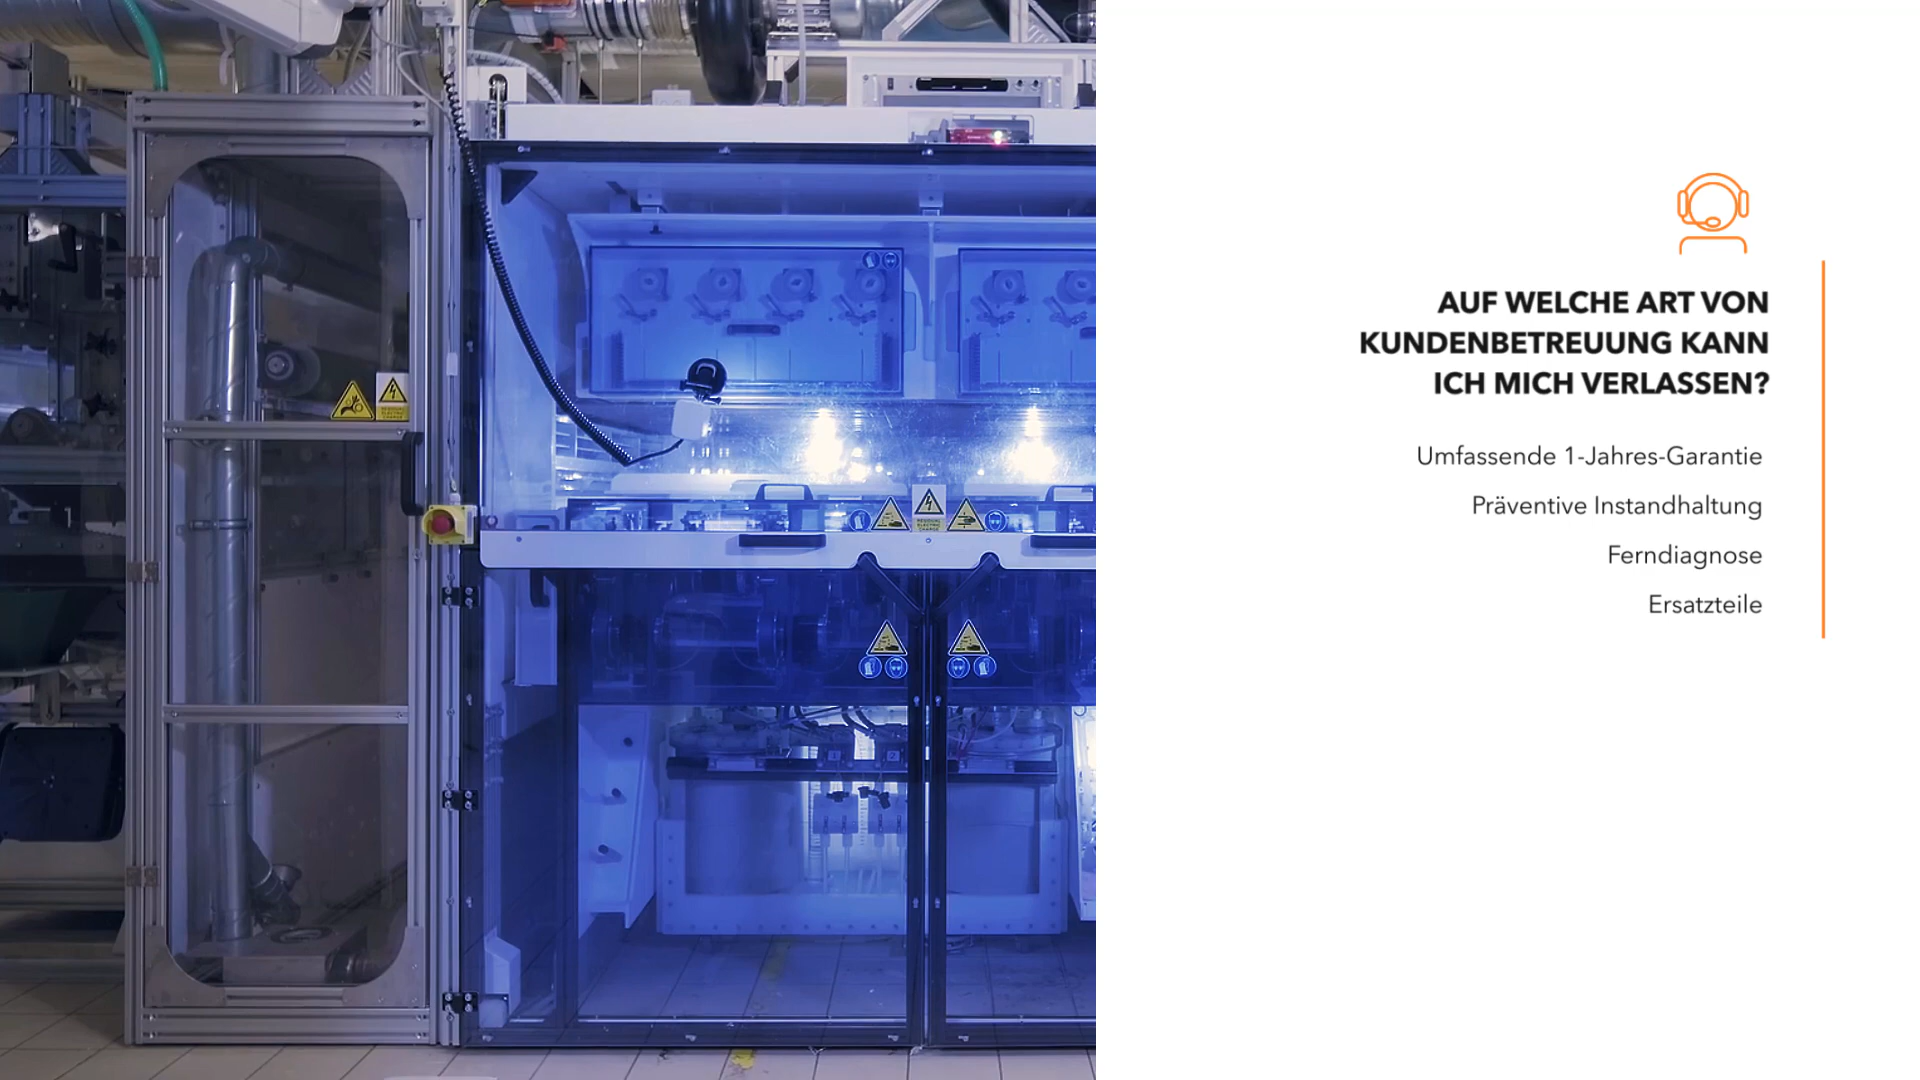 AUF WELCHE ART VON
KUNDENBETREUUNG KANN
ICH MICH VERLASSEN?
Umfassende 1-Jahres-Garantie
Präventive Instandhaltung
Ferndiagnose
Ersatzteile